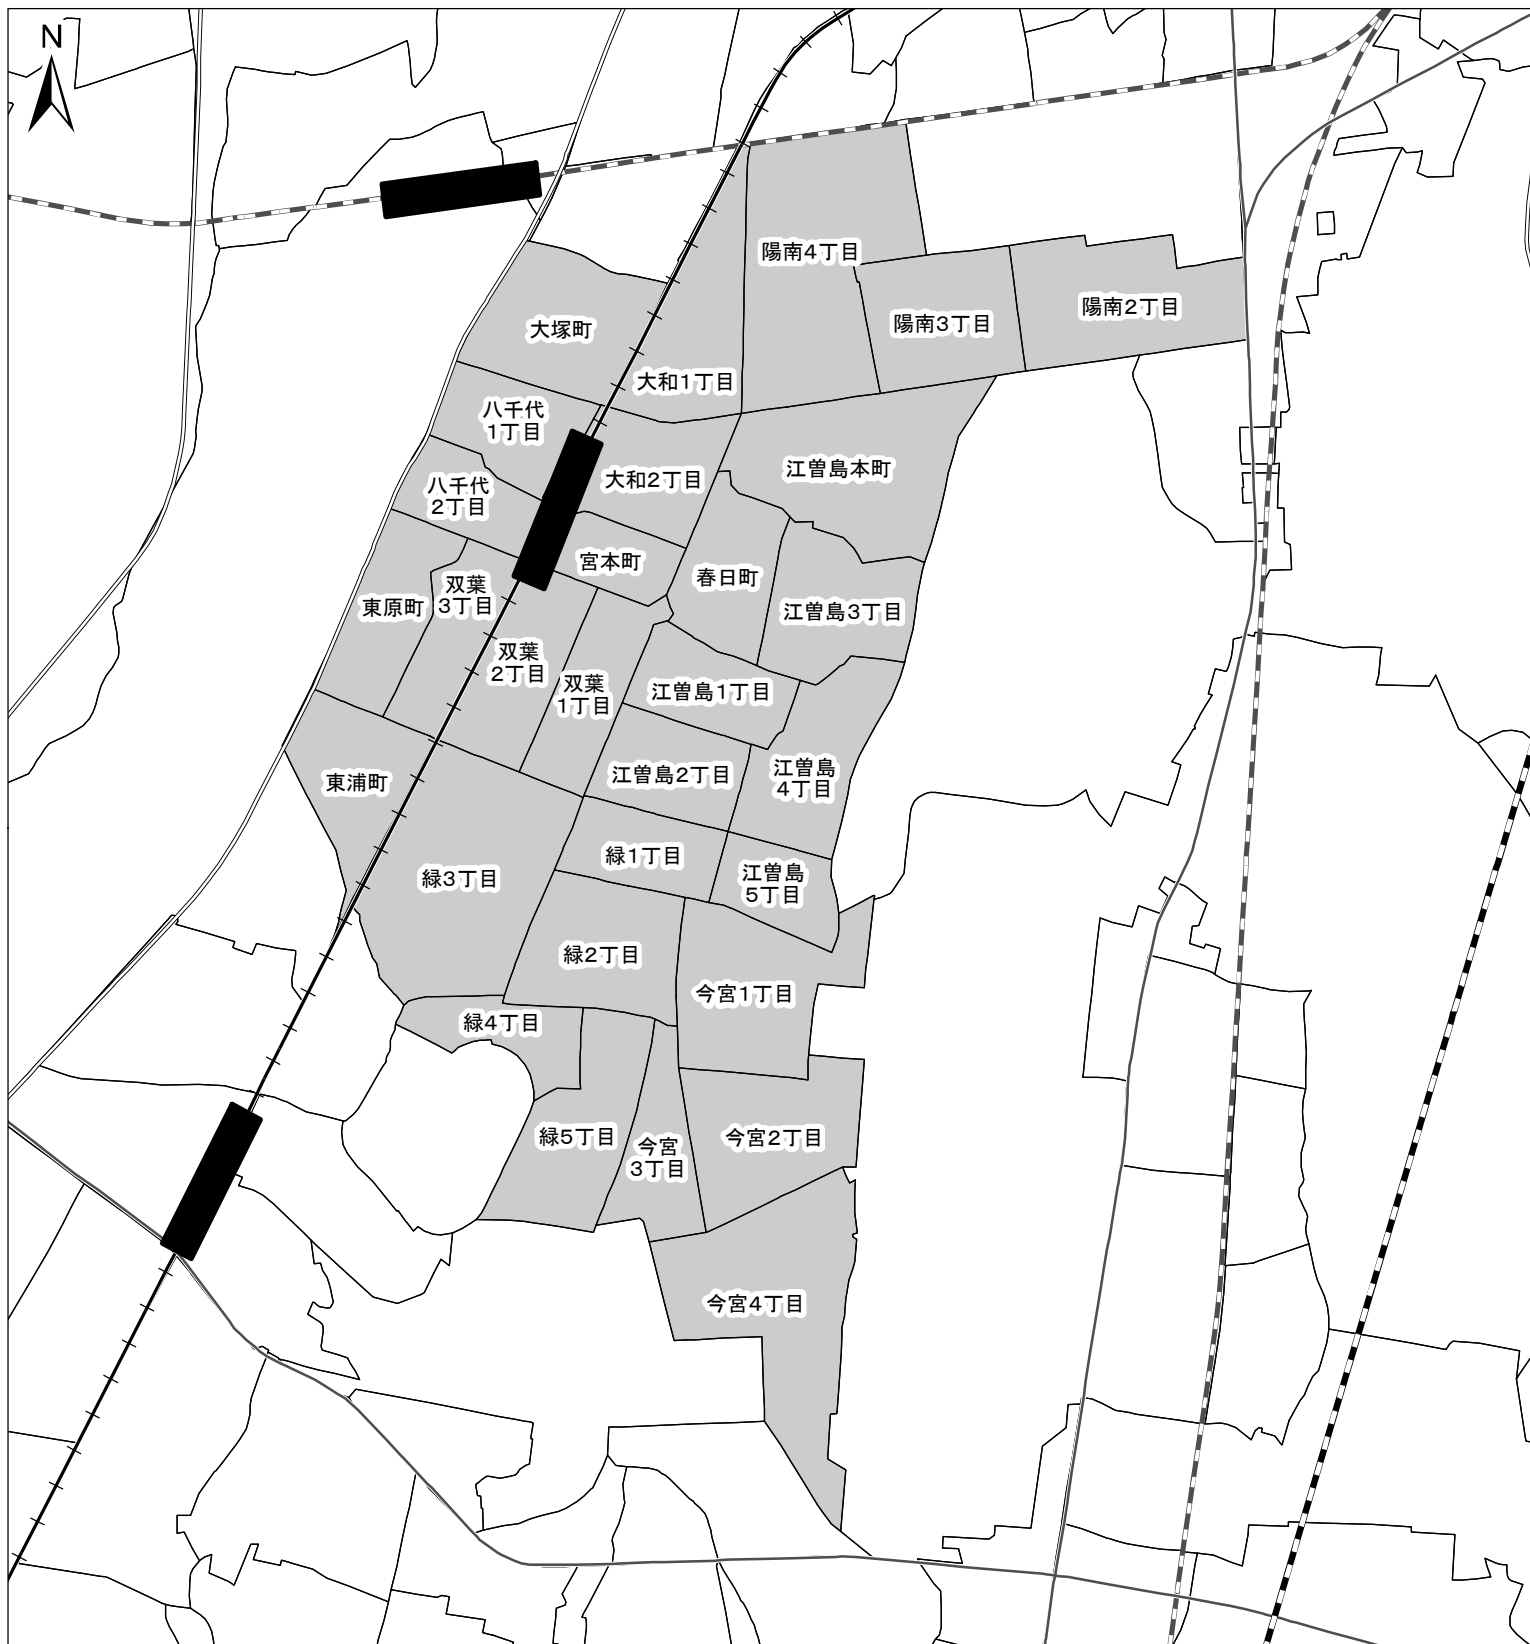 N
陽南4丁目
陽南2丁目
陽南3丁目
大塚町
大和1丁目
八千代
1丁目
江曽島本町
大和2丁目
八千代
2丁目
宮本町
春日町
双葉
3丁目
東原町
江曽島3丁目
双葉
2丁目
双葉
1丁目
江曽島1丁目
江曽島2丁目
江曽島
4丁目
東浦町
緑1丁目
緑3丁目
江曽島
5丁目
緑2丁目
今宮1丁目
緑4丁目
緑5丁目
今宮2丁目
今宮
3丁目
今宮4丁目